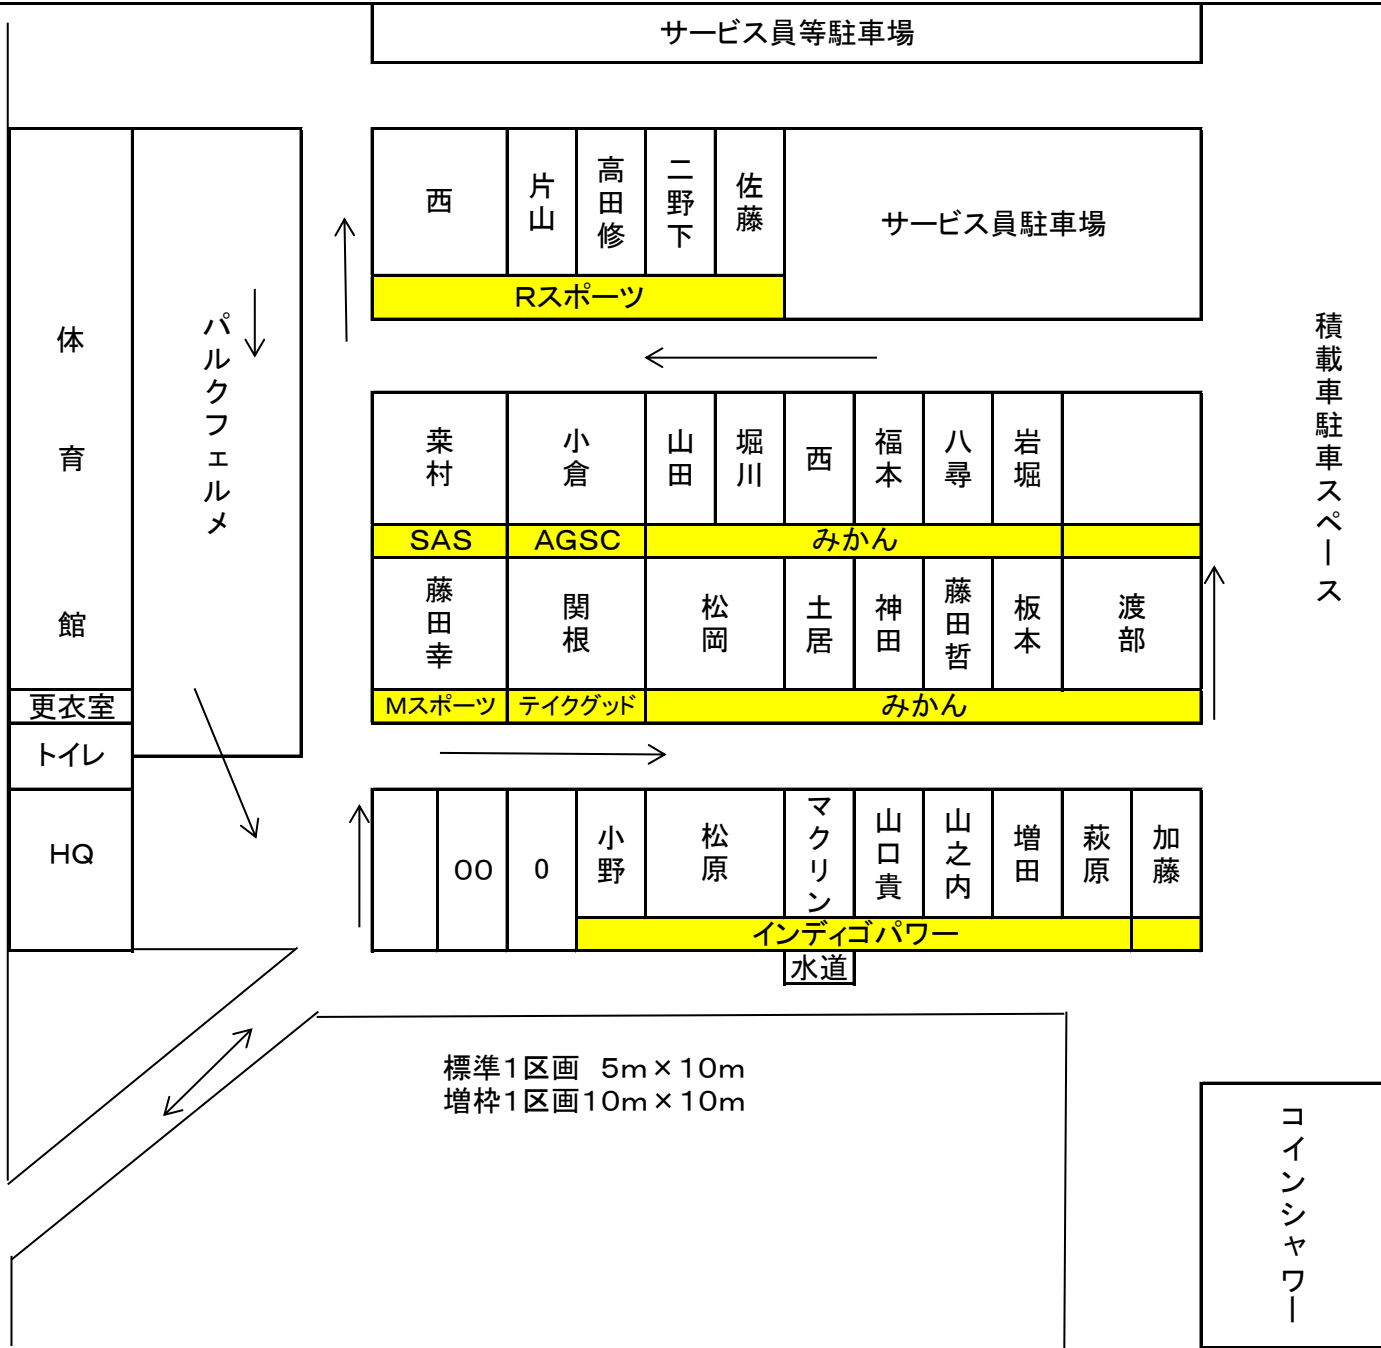 サービス員等駐車場
西
片山
高田修
二野下
佐藤
サービス員駐車場
Rスポーツ
体育館
パルクフェルメ
積載車駐車スペース
桒村
小倉
山田
堀川
西
福本
八尋
岩堀
SAS
AGSC
みかん
藤田幸
関根
松岡
土居
神田
藤田哲
板本
渡部
更衣室
Mスポーツ
テイクグッド
みかん
トイレ
HQ
OO
0
小野
松原
マクリン
山口貴
山之内
増田
萩原
加藤
インディゴパワー
水道
標準1区画 5m×10m
増枠1区画10m×10m
コインシャワー